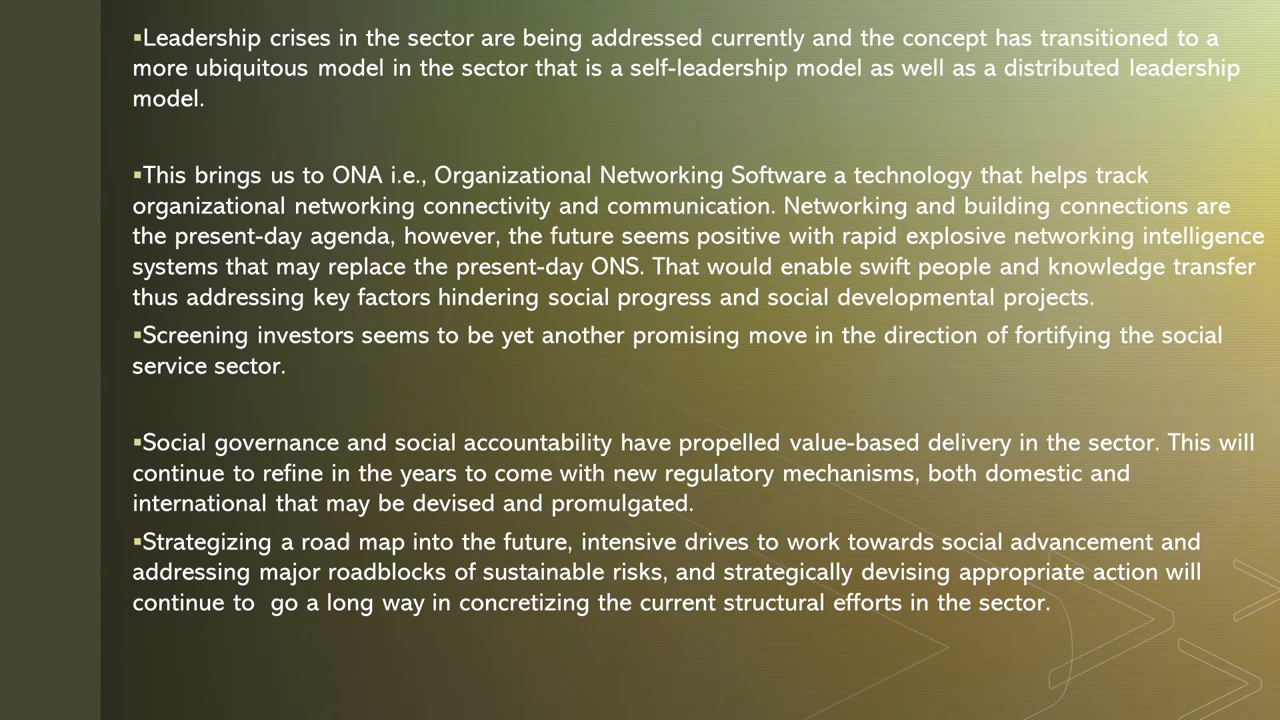 ▪Leadership crises in the sector are being addressed currently and the concept has transitioned to a
more ubiquitous model in the sector that is a self-leadership model as well as a distributed leadership
model.
▪This brings us to ONA i.e., Organizational Networking Software a technology that helps track
organizational networking connectivity and communication. Networking and building connections are
the present-day agenda, however, the future seems positive with rapid explosive networking intelligence
systems that may replace the present-day ONS. That would enable swift people and knowledge transfer
thus addressing key factors hindering social progress and social developmental projects.
▪Screening investors seems to be yet another promising move in the direction of fortifying the social
service sector.
▪Social governance and social accountability have propelled value-based delivery in the sector. This will
continue to refine in the years to come with new regulatory mechanisms, both domestic and
international that may be devised and promulgated.
▪Strategizing a road map into the future, intensive drives to work towards social advancement and
addressing major roadblocks of sustainable risks, and strategically devising appropriate action will
continue to  go a long way in concretizing the current structural efforts in the sector.